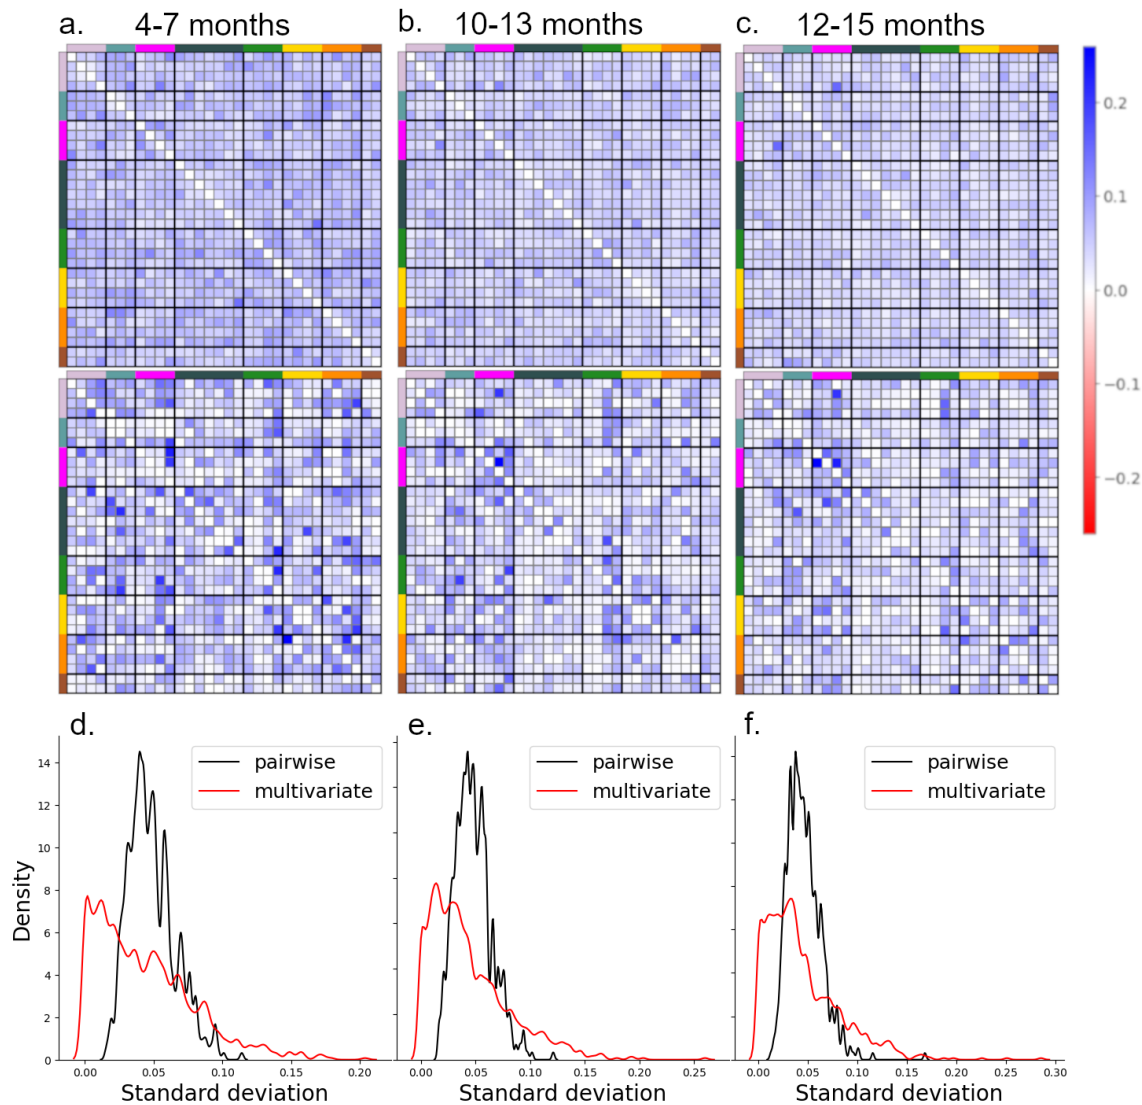 a. 4-7 months
b. 10-13 months
c. 12-15 months
0.2
0.1
0.0
−0.1
−0.2
d.
e.
f.
pairwise
multivariate
pairwise
multivariate
pairwise
multivariate
Density
14
12
10
8
6
4
2
0
0.00 0.05 0.10 0.15 0.20
0.00 0.05 0.10 0.15 0.20 0.25
0.00 0.05 0.10 0.15 0.20 0.25 0.30
Standard deviation
Standard deviation
Standard deviation